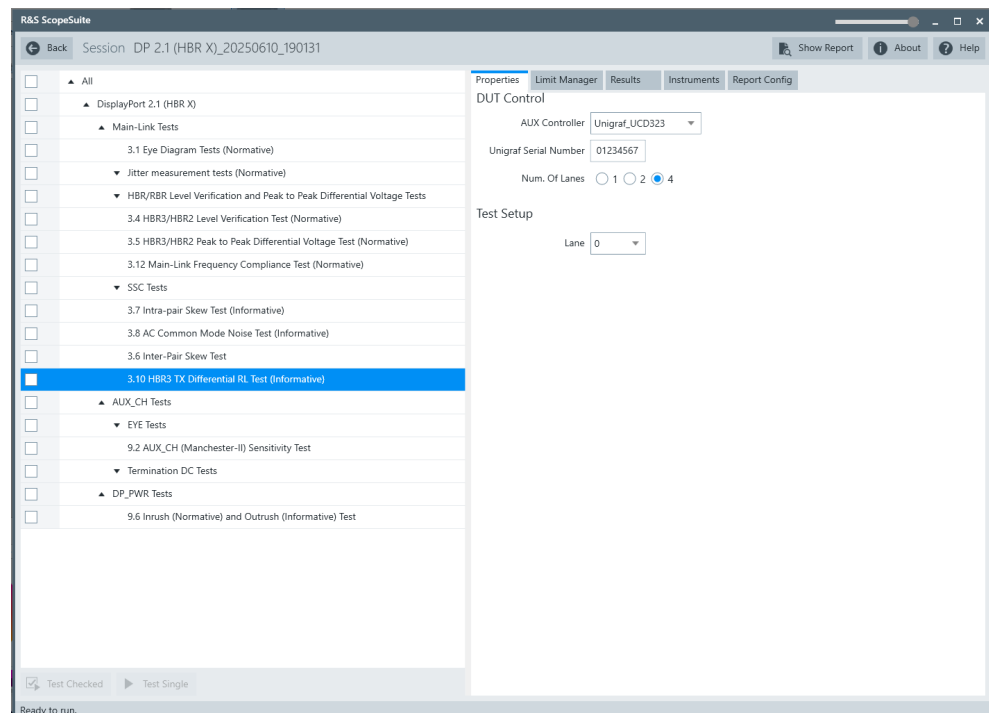 R&S ScopeSuite
Back Session DP 2.1 (HBR X)_20250610_190131 Show Report About Help
All
DisplayPort 2.1 (HBR X)
Main-Link Tests
3.1 Eye Diagram Tests (Normative)
Jitter measurement tests (Normative)
HBR/RBR Level Verification and Peak to Peak Differential Voltage Tests
3.4 HBR3/HBR2 Level Verification Test (Normative)
3.5 HBR3/HBR2 Peak to Peak Differential Voltage Test (Normative)
3.12 Main-Link Frequency Compliance Test (Normative)
SSC Tests
3.7 Intra-pair Skew Test (Informative)
3.8 AC Common Mode Noise Test (Informative)
3.6 Inter-Pair Skew Test
3.10 HBR3 TX Differential RL Test (Informative)
AUX_CH Tests
EYE Tests
9.2 AUX_CH (Manchester-II) Sensitivity Test
Termination DC Tests
DP_PWR Tests
9.6 Inrush (Normative) and Outrush (Informative) Test
Properties Limit Manager Results Instruments Report Config
DUT Control
AUX Controller Unigraf_UCD323
Unigraf Serial Number 01234567
Num. Of Lanes 1 2 4
Test Setup
Lane 0
Test Checked Test Single
Ready to run.